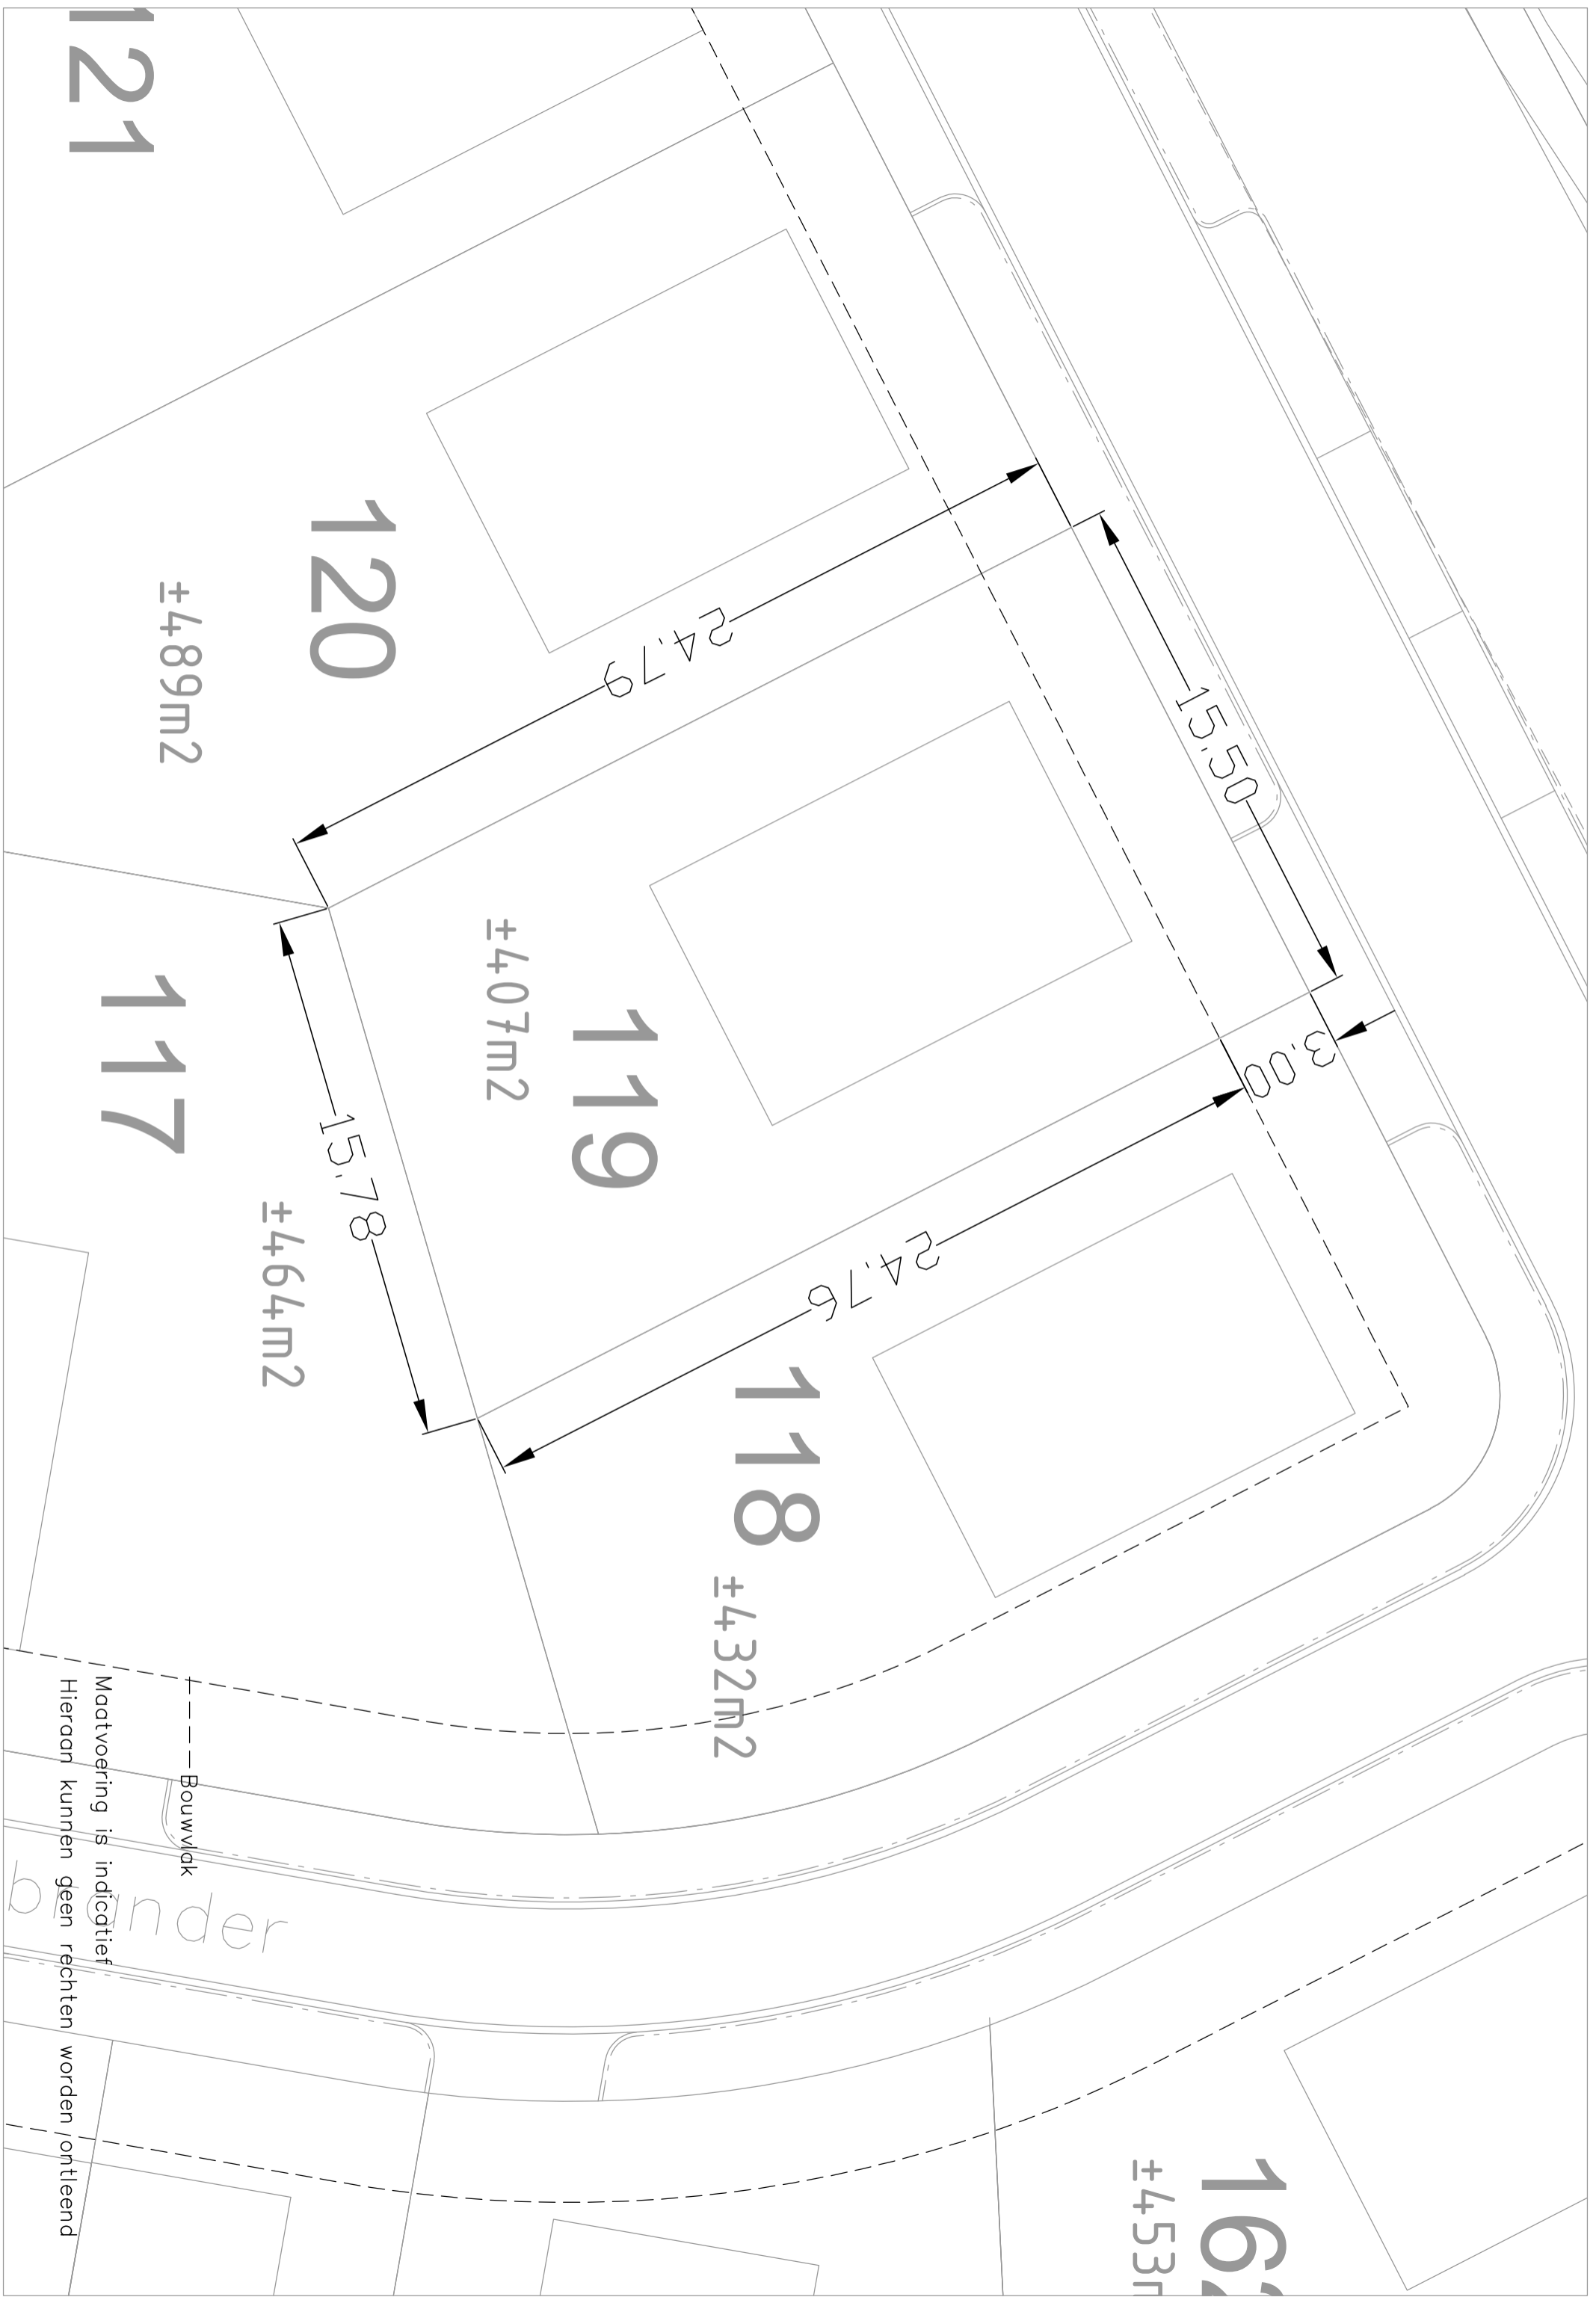 ±453m
15,50
3,00
121
120
±489m2
24,79
119
±407m2
24,76
118
±432m2
15,78
117
±464m2
Bouwvlak
Maatvoering is indicatief
Hieraan kunnen geen rechten worden ontleend
brander